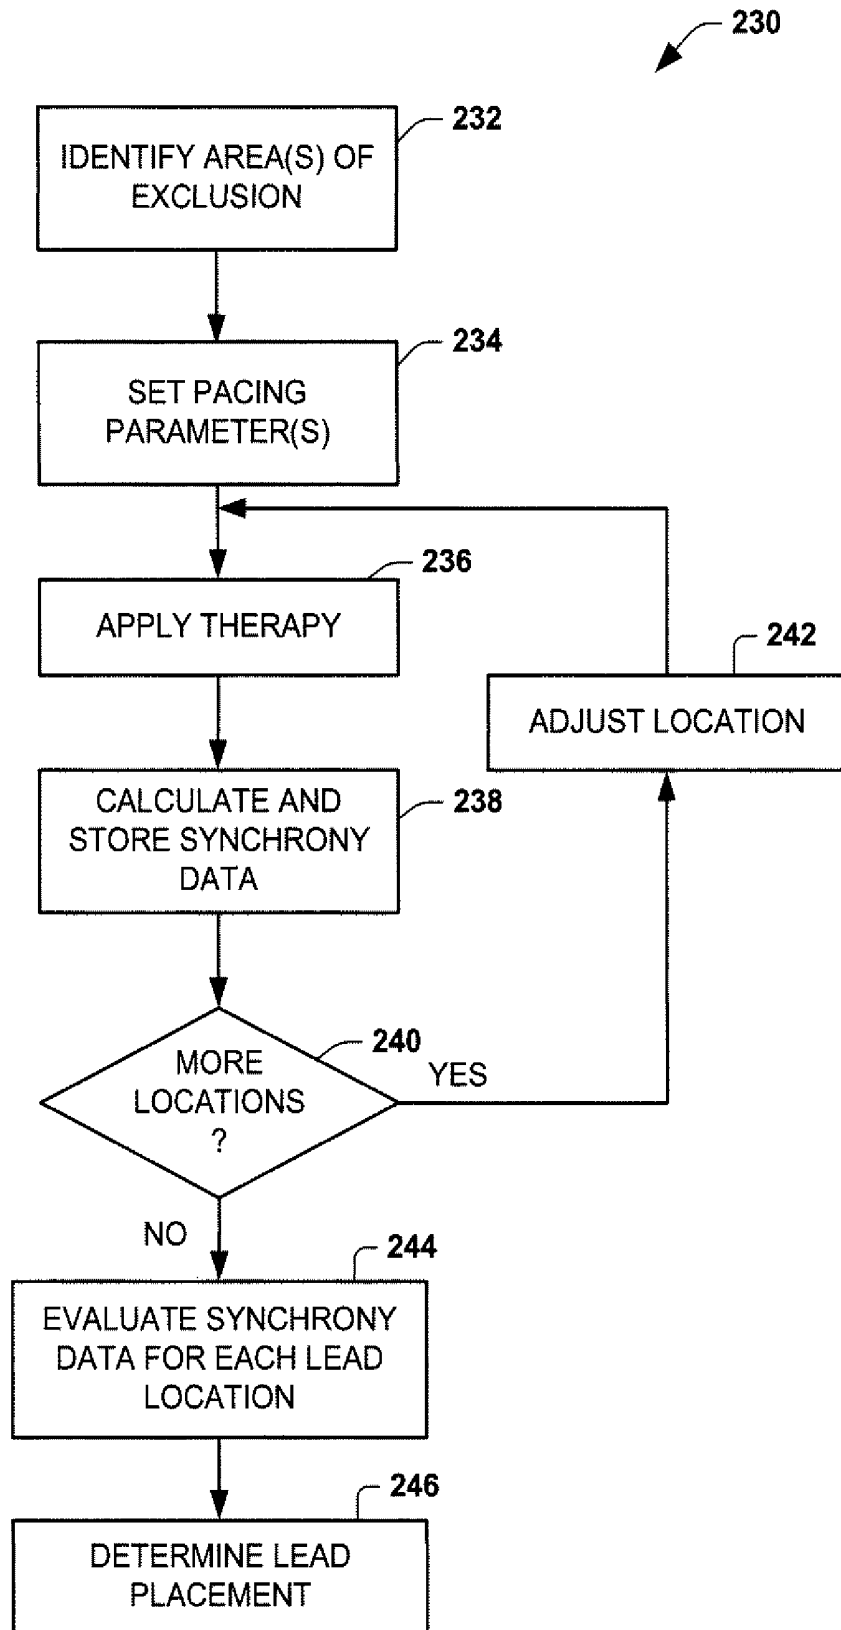 230
232
IDENTIFY AREA(S) OF
EXCLUSION
234
SET PACING
PARAMETER(S)
236
APPLY THERAPY
242
ADJUST LOCATION
238
CALCULATE AND
STORE SYNCHRONY
DATA
240
MORE
LOCATIONS
?
YES
NO
244
EVALUATE SYNCHRONY
DATA FOR EACH LEAD
LOCATION
246
DETERMINE LEAD
PLACEMENT